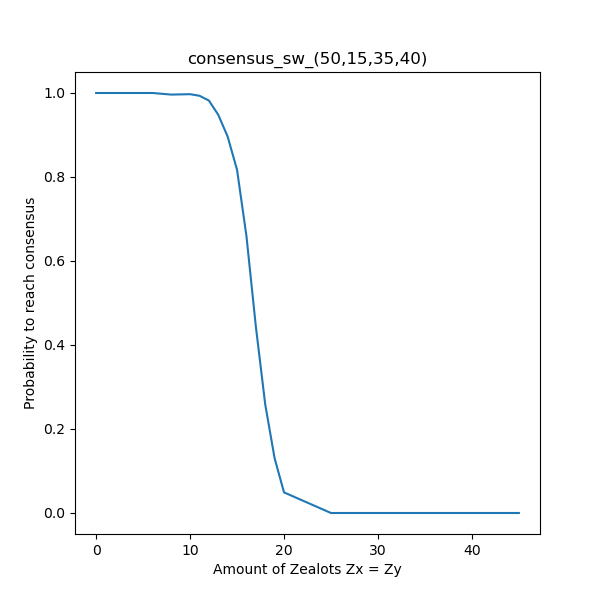 consensus_sw_(50,15,35,40)
1.0
0.8
0.6
0.4
0.2
0.0
Probability to reach consensus
0 10 20 30 40
Amount of Zealots Zx = Zy